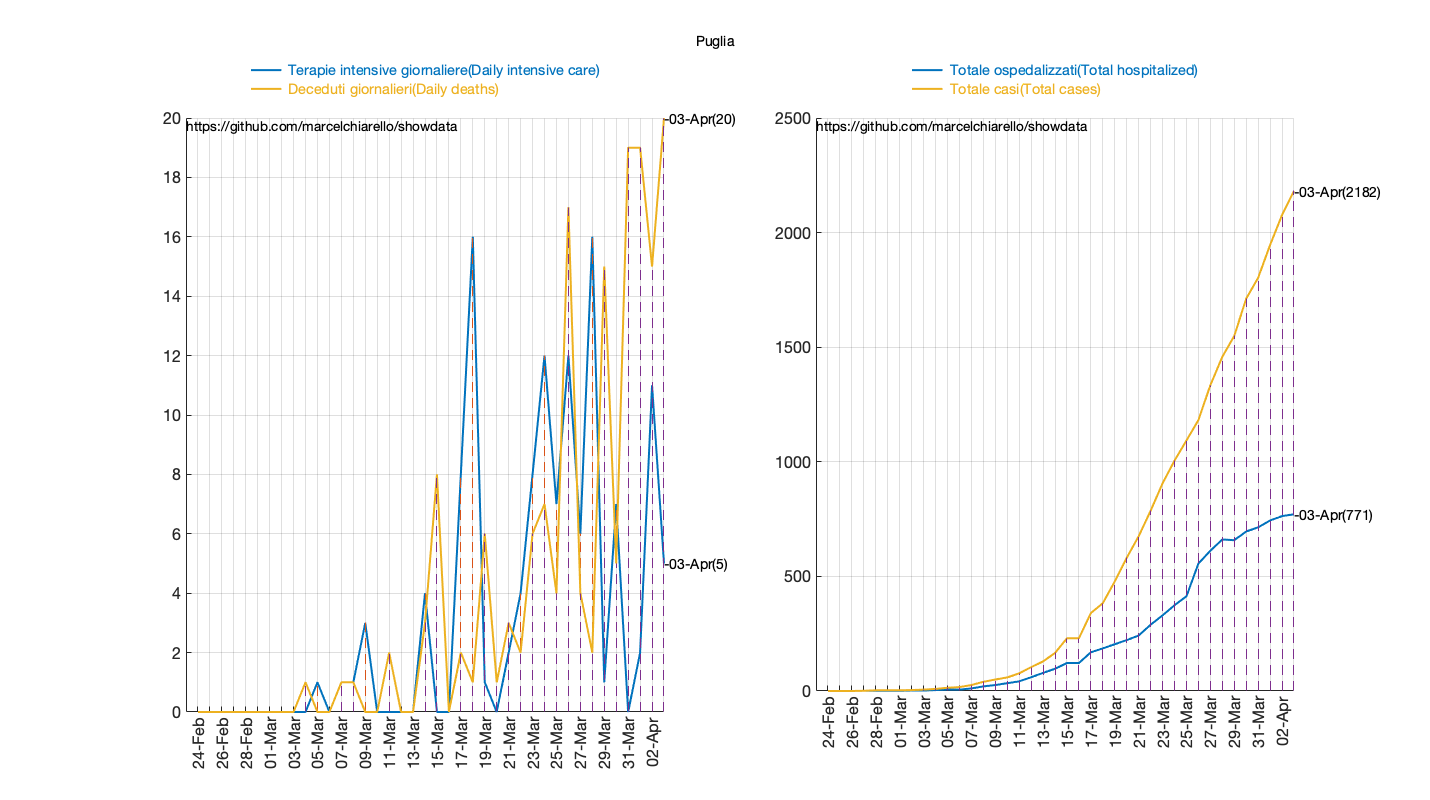 Puglia
Terapie intensive giornaliere(Daily intensive care)
Deceduti giornalieri(Daily deaths)
20
18
16
14
12
10
8
6
4
2
0
https://github.com/marcelchiarello/showdata
-03-Apr(20)
-03-Apr(5)
24-Feb
26-Feb
28-Feb
01-Mar
03-Mar
05-Mar
07-Mar
09-Mar
11-Mar
13-Mar
15-Mar
17-Mar
19-Mar
21-Mar
23-Mar
25-Mar
27-Mar
29-Mar
31-Mar
02-Apr
Totale ospedalizzati(Total hospitalized)
Totale casi(Total cases)
2500
2000
1500
1000
500
0
https://github.com/marcelchiarello/showdata
-03-Apr(2182)
-03-Apr(771)
24-Feb
26-Feb
28-Feb
01-Mar
03-Mar
05-Mar
07-Mar
09-Mar
11-Mar
13-Mar
15-Mar
17-Mar
19-Mar
21-Mar
23-Mar
25-Mar
27-Mar
29-Mar
31-Mar
02-Apr